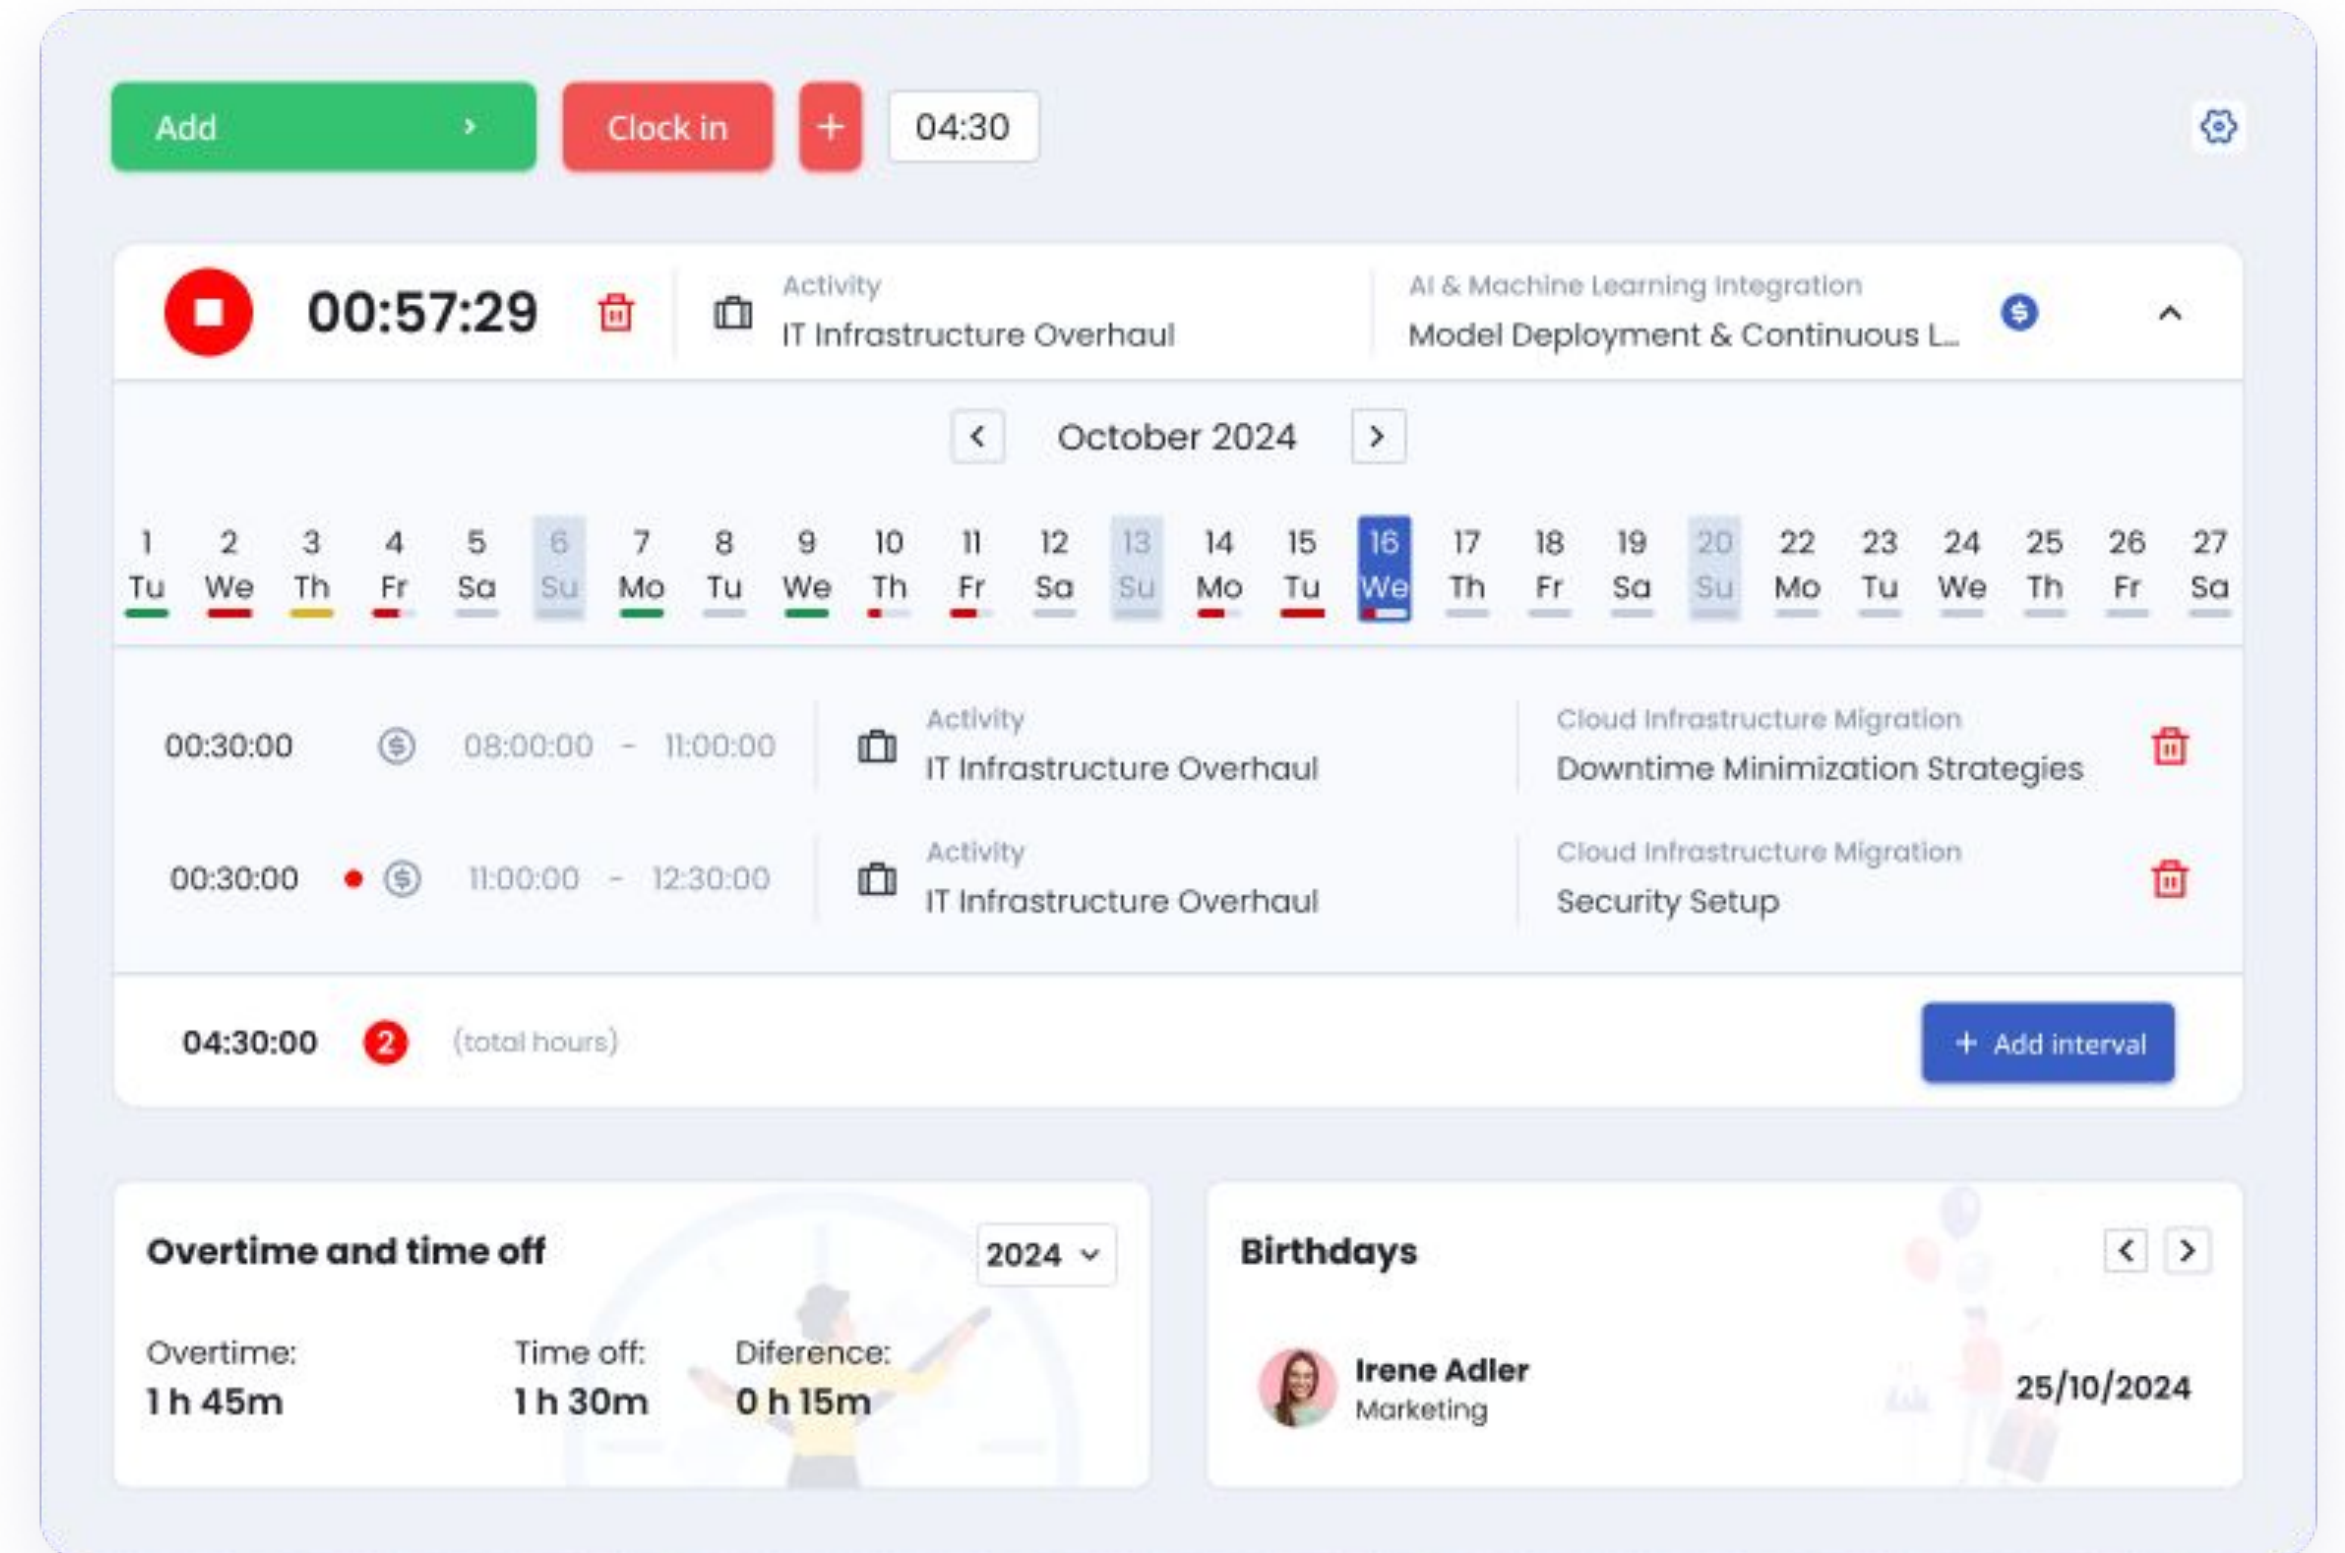 Add
Clock in
+
04:30
00:57:29
Activity
IT Infrastructure Overhaul
AI & Machine Learning Integration
Model Deployment & Continuous L...
$
October 2024
1 2 3 4 5 6 7 8 9 10 11 12 13 14 15 16 17 18 19 20 22 23 24 25 26 27
Tu We Th Fr Sa Su Mo Tu We Th Fr Sa Su Mo Tu We Th Fr Sa Su Mo Tu We Th Fr Sa
00:30:00 $ 08:00:00 - 11:00:00
Activity
IT Infrastructure Overhaul
Cloud Infrastructure Migration
Downtime Minimization Strategies
00:30:00 $ 11:00:00 - 12:30:00
Activity
IT Infrastructure Overhaul
Cloud Infrastructure Migration
Security Setup
04:30:00 2 (total hours)
+ Add interval
Overtime and time off
2024
Overtime: Time off: Diference:
1 h 45m 1 h 30m 0 h 15m
Birthdays
Irene Adler
Marketing
25/10/2024